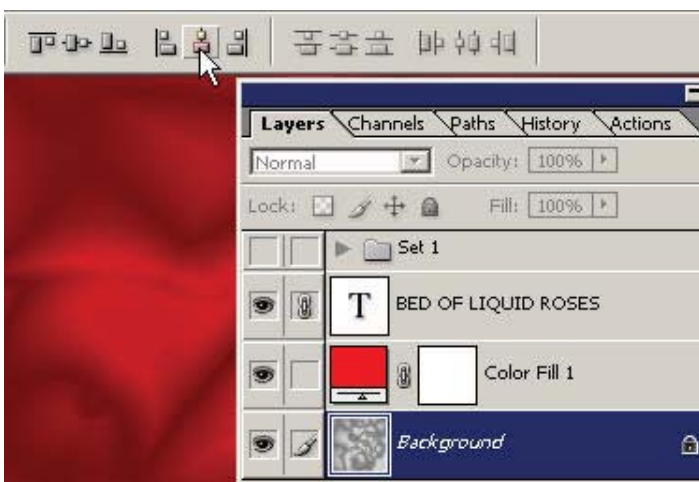 Layers Channels Paths History Actions
Normal Opacity: 100%
Lock: Fill: 100%
Set 1
T BED OF LIQUID ROSES
Color Fill 1
Background